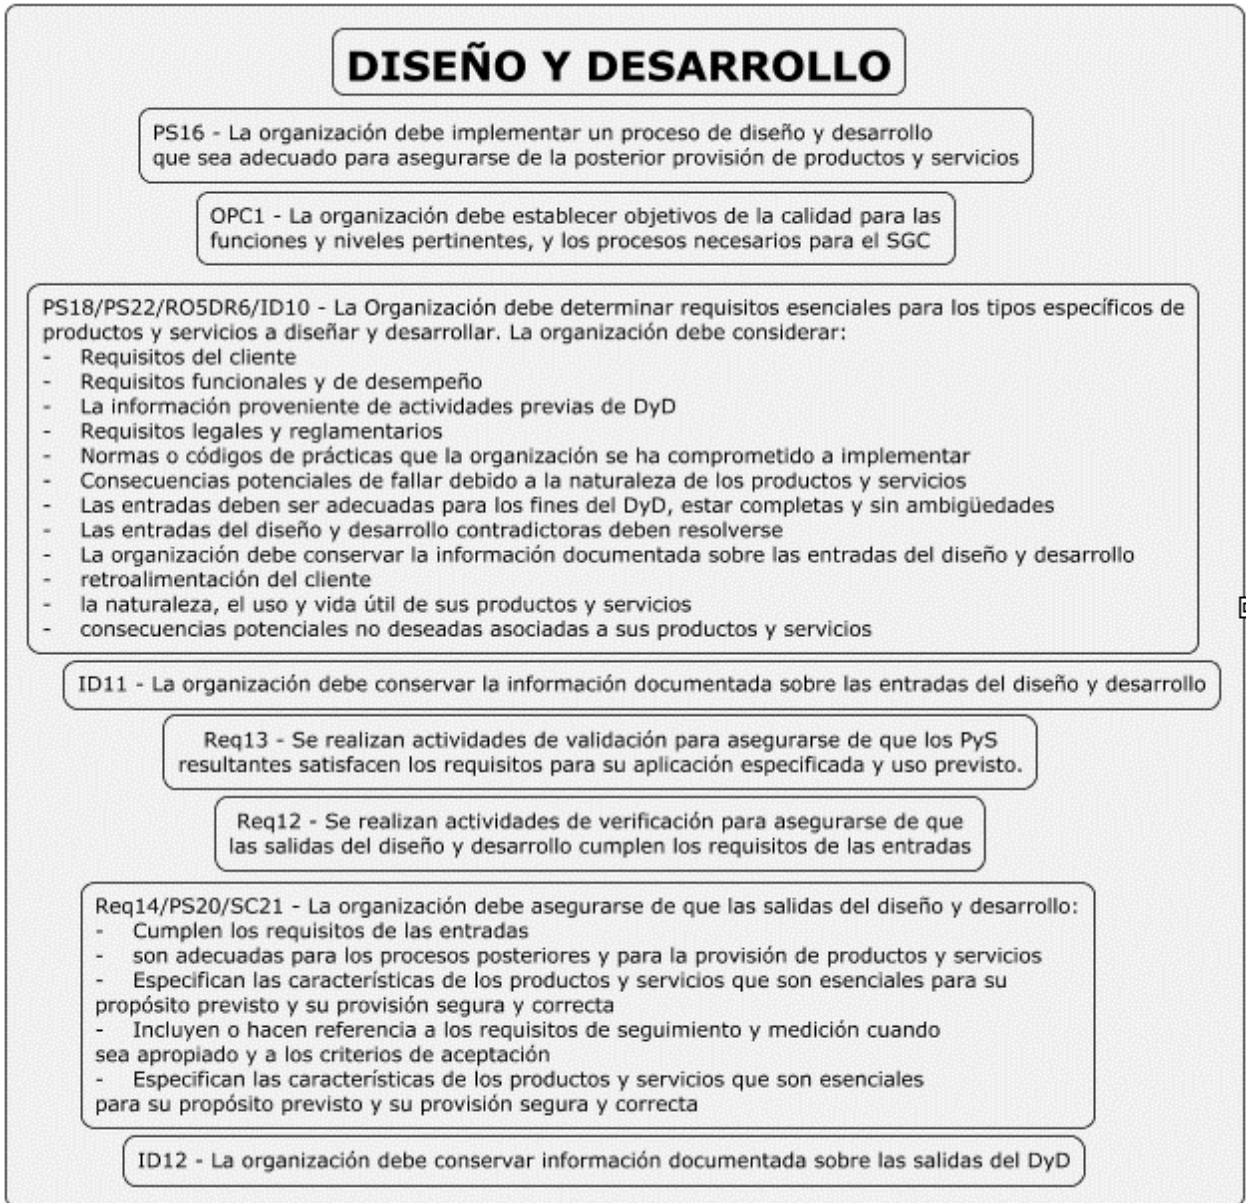 DISEÑO Y DESARROLLO
PS16 - La organización debe implementar un proceso de diseño y desarrollo
que sea adecuado para asegurarse de la posterior provisión de productos y servicios
OPC1 - La organización debe establecer objetivos de la calidad para las
funciones y niveles pertinentes, y los procesos necesarios para el SGC
PS18/PS22/RO5DR6/ID10 - La Organización debe determinar requisitos esenciales para los tipos específicos de
productos y servicios a diseñar y desarrollar. La organización debe considerar:
- Requisitos del cliente
- Requisitos funcionales y de desempeño
- La información proveniente de actividades previas de DyD
- Requisitos legales y reglamentarios
- Normas o códigos de prácticas que la organización se ha comprometido a implementar
- Consecuencias potenciales de fallar debido a la naturaleza de los productos y servicios
- Las entradas deben ser adecuadas para los fines del DyD, estar completas y sin ambigüedades
- Las entradas del diseño y desarrollo contradictoras deben resolverse
- La organización debe conservar la información documentada sobre las entradas del diseño y desarrollo
- retroalimentación del cliente
- la naturaleza, el uso y vida útil de sus productos y servicios
- consecuencias potenciales no deseadas asociadas a sus productos y servicios
ID11 - La organización debe conservar la información documentada sobre las entradas del diseño y desarrollo
Req13 - Se realizan actividades de validación para asegurarse de que los PyS
resultantes satisfacen los requisitos para su aplicación especificada y uso previsto.
Req12 - Se realizan actividades de verificación para asegurarse de que
las salidas del diseño y desarrollo cumplen los requisitos de las entradas
Req14/PS20/SC21 - La organización debe asegurarse de que las salidas del diseño y desarrollo:
- Cumplen los requisitos de las entradas
- son adecuadas para los procesos posteriores y para la provisión de productos y servicios
- Especifican las características de los productos y servicios que son esenciales para su
propósito previsto y su provisión segura y correcta
- Incluyen o hacen referencia a los requisitos de seguimiento y medición cuando
sea apropiado y a los criterios de aceptación
- Especifican las características de los productos y servicios que son esenciales
para su propósito previsto y su provisión segura y correcta
ID12 - La organización debe conservar información documentada sobre las salidas del DyD